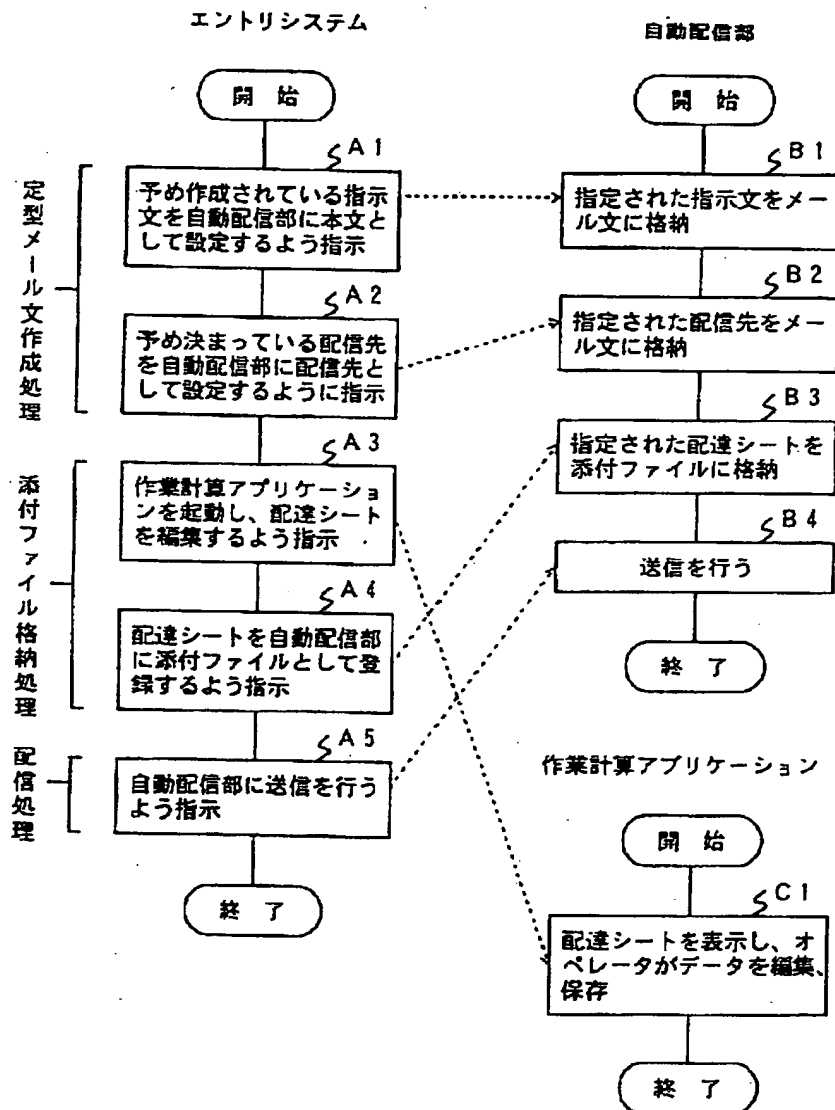 エントリシステム
開始
A1
予め作成されている指示
文を自動配信部に本文と
して設定するよう指示
A2
予め決まっている配信先
を自動配信部に配信先と
して設定するように指示
A3
作業計算アプリケーショ
ンを起動し、配達シート
を編集するよう指示
A4
配達シートを自動配信部
に添付ファイルとして登
録するよう指示
A5
自動配信部に送信を行う
よう指示
終了
定型メール文作成処理
添付ファイル格納処理
配信処理
自動配信部
開始
B1
指定された指示文をメー
ル文に格納
B2
指定された配信先をメー
ル文に格納
B3
指定された配達シートを
添付ファイルに格納
B4
送信を行う
終了
作業計算アプリケーション
開始
C1
配達シートを表示し、オ
ペレータがデータを編集、
保存
終了